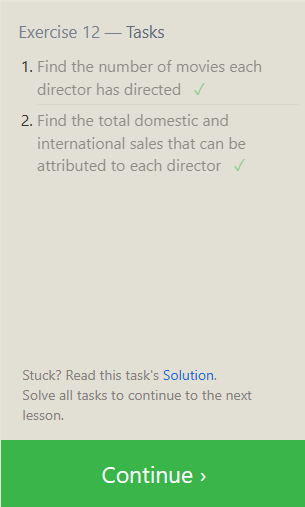 Exercise 12 — Tasks
1. Find the number of movies each
director has directed ✓
2. Find the total domestic and
international sales that can be
attributed to each director ✓
Stuck? Read this task's Solution.
Solve all tasks to continue to the next
lesson.
Continue ›